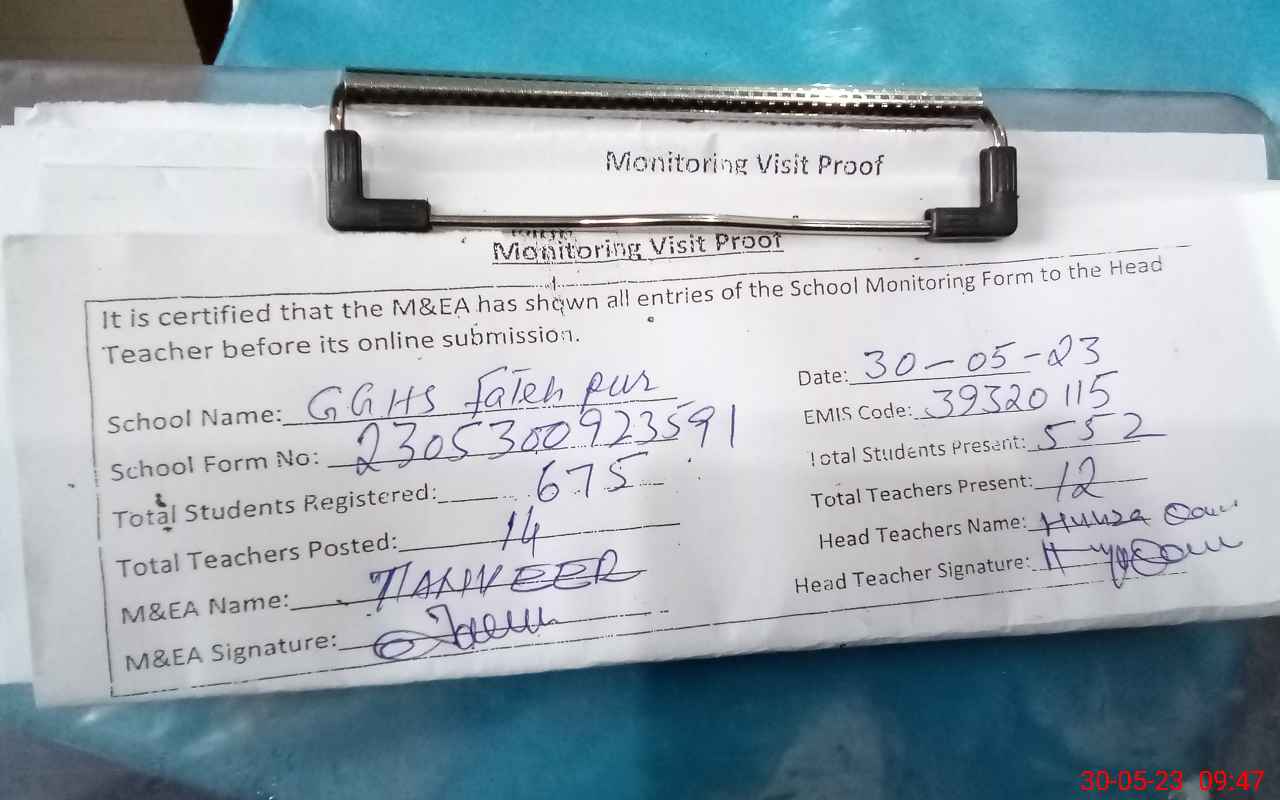 Monitoring Visit Proof
Monitoring Visit Proof
It is certified that the M&EA has shown all entries of the School Monitoring Form to the Head
Teacher before its online submission.
School Name: GGHS Fateh pur
Date: 30-05-23
School Form No: 2305300923591
EMIS Code: 39320115
Total Students Registered: 675
Total Students Present: 552
Total Teachers Posted: 14
Total Teachers Present: 12
M&EA Name: TANVEER
Head Teachers Name:
M&EA Signature:
Head Teacher Signature:
30-05-23 09:47